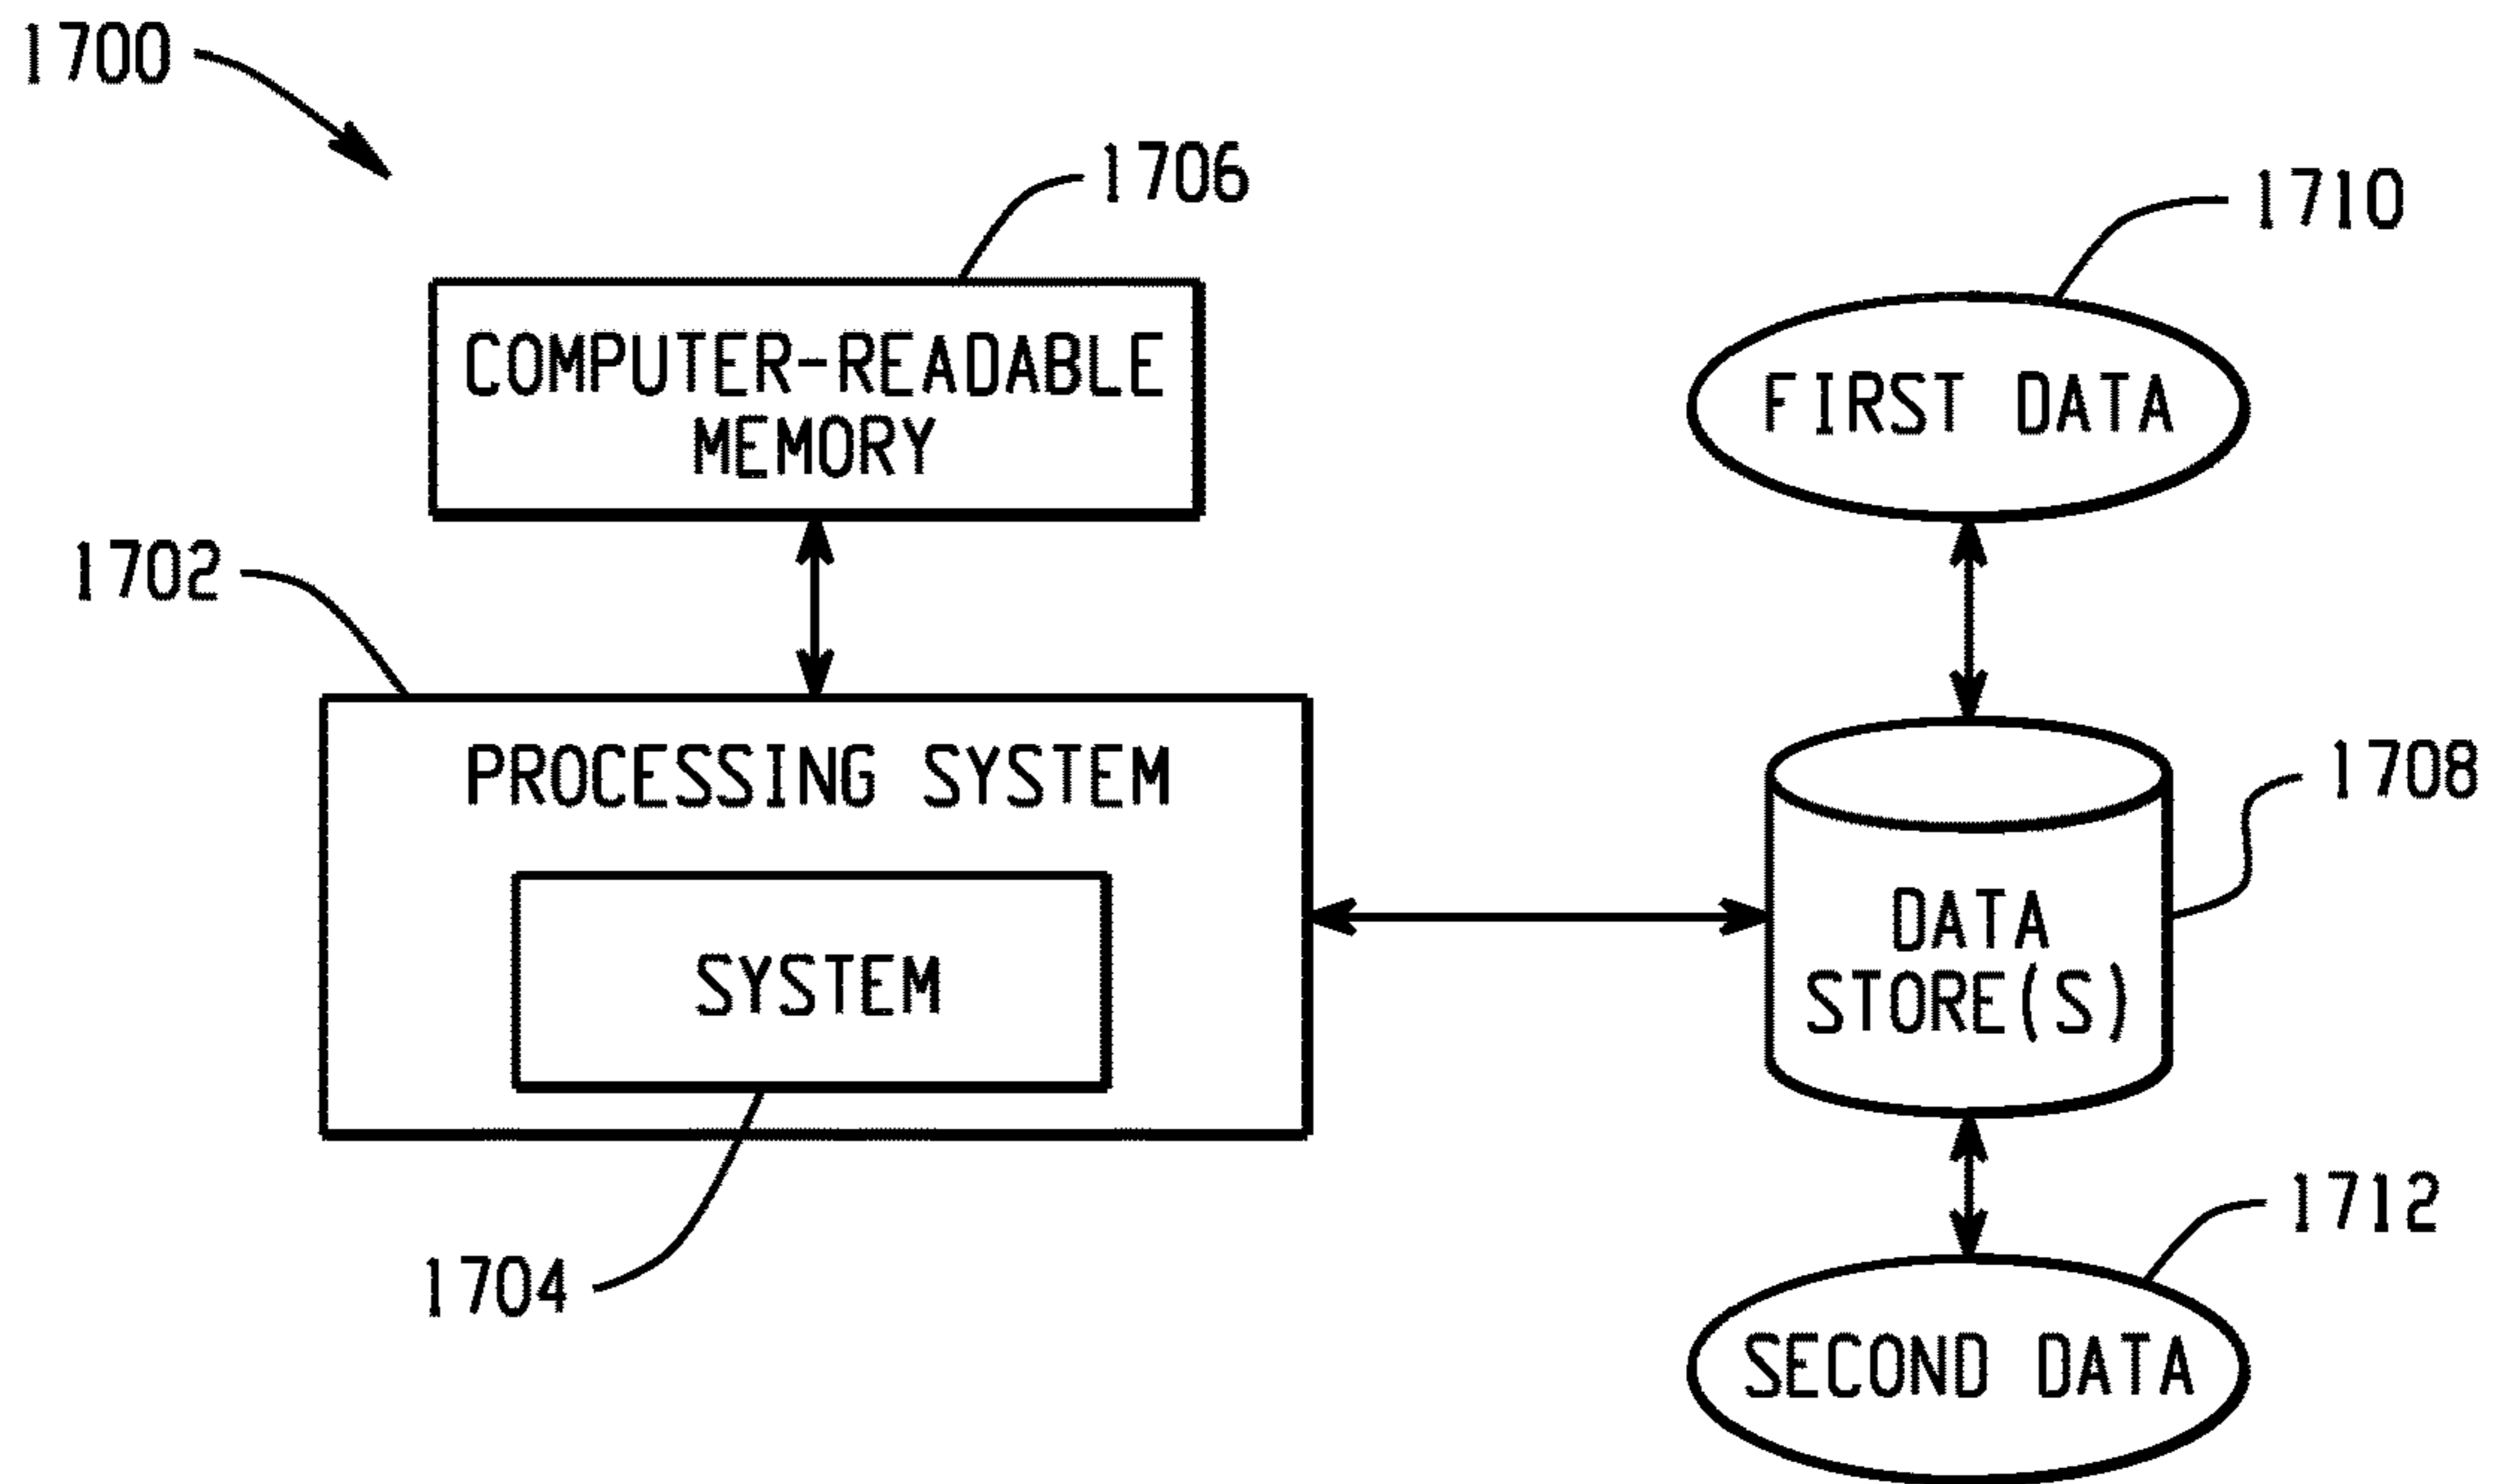 1700
1706
1710
COMPUTER-READABLE
MEMORY
FIRST DATA
1702
PROCESSING SYSTEM
1708
DATA
STORE(S)
SYSTEM
1712
1704
SECOND DATA